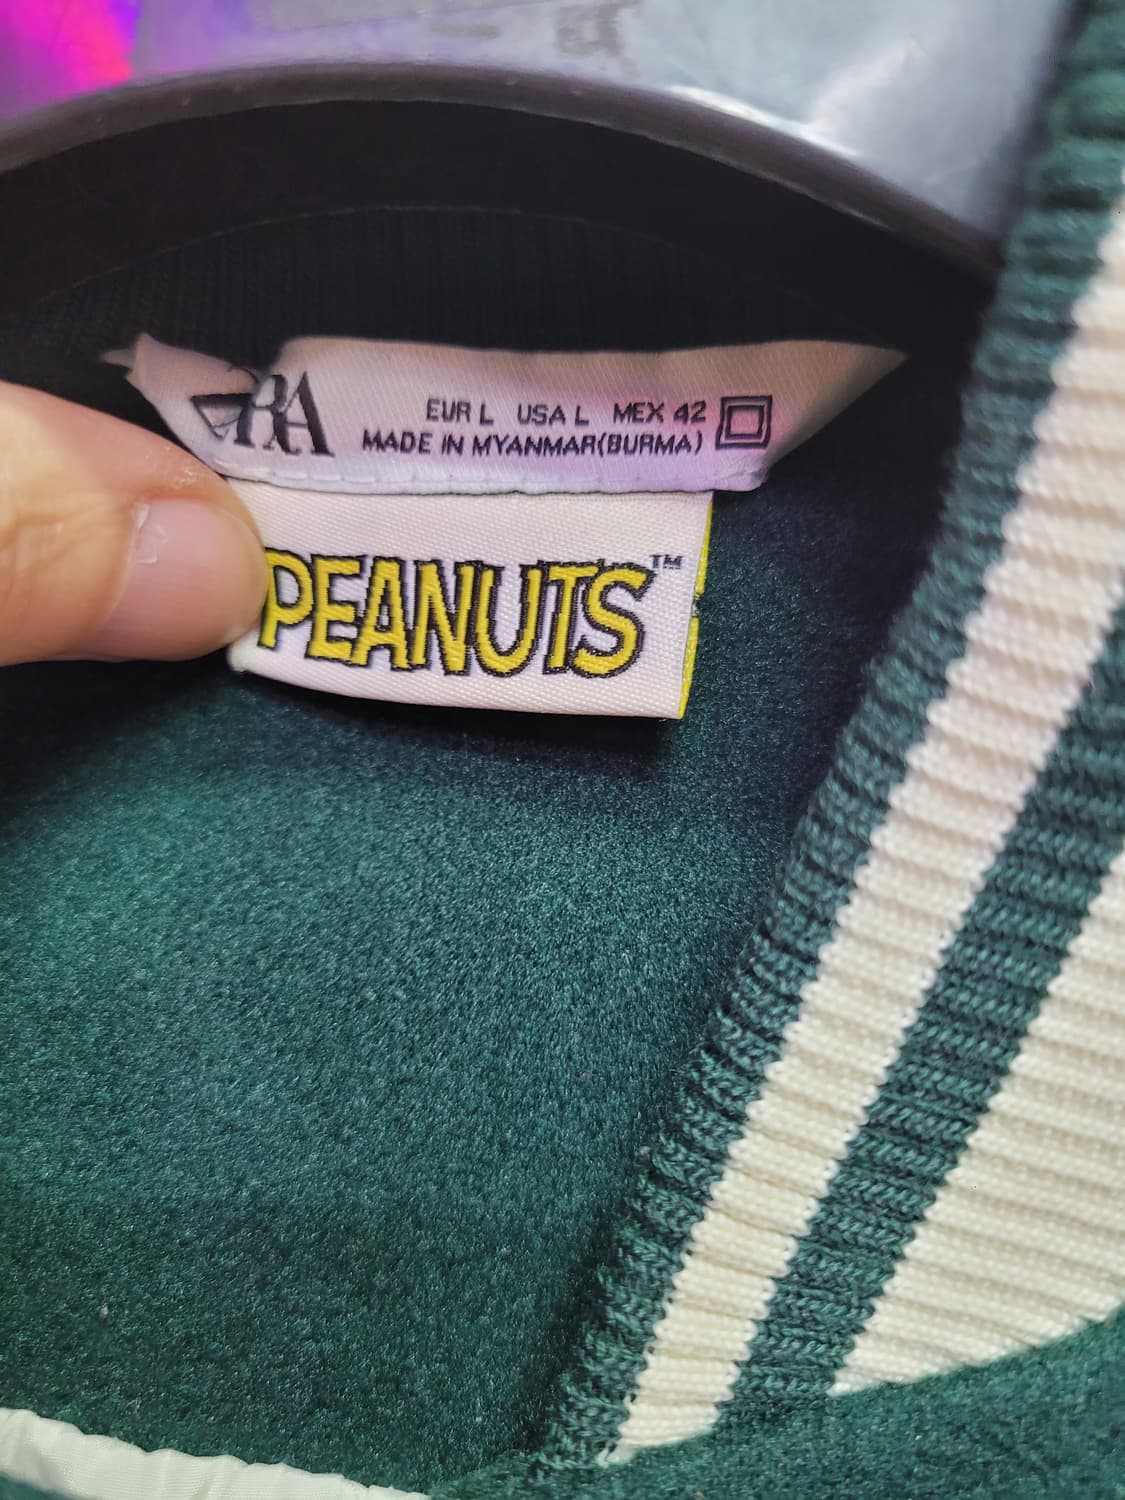 ZARA
EUR L USA L MEX 42
MADE IN MYANMAR(BURMA)
PEANUTS™